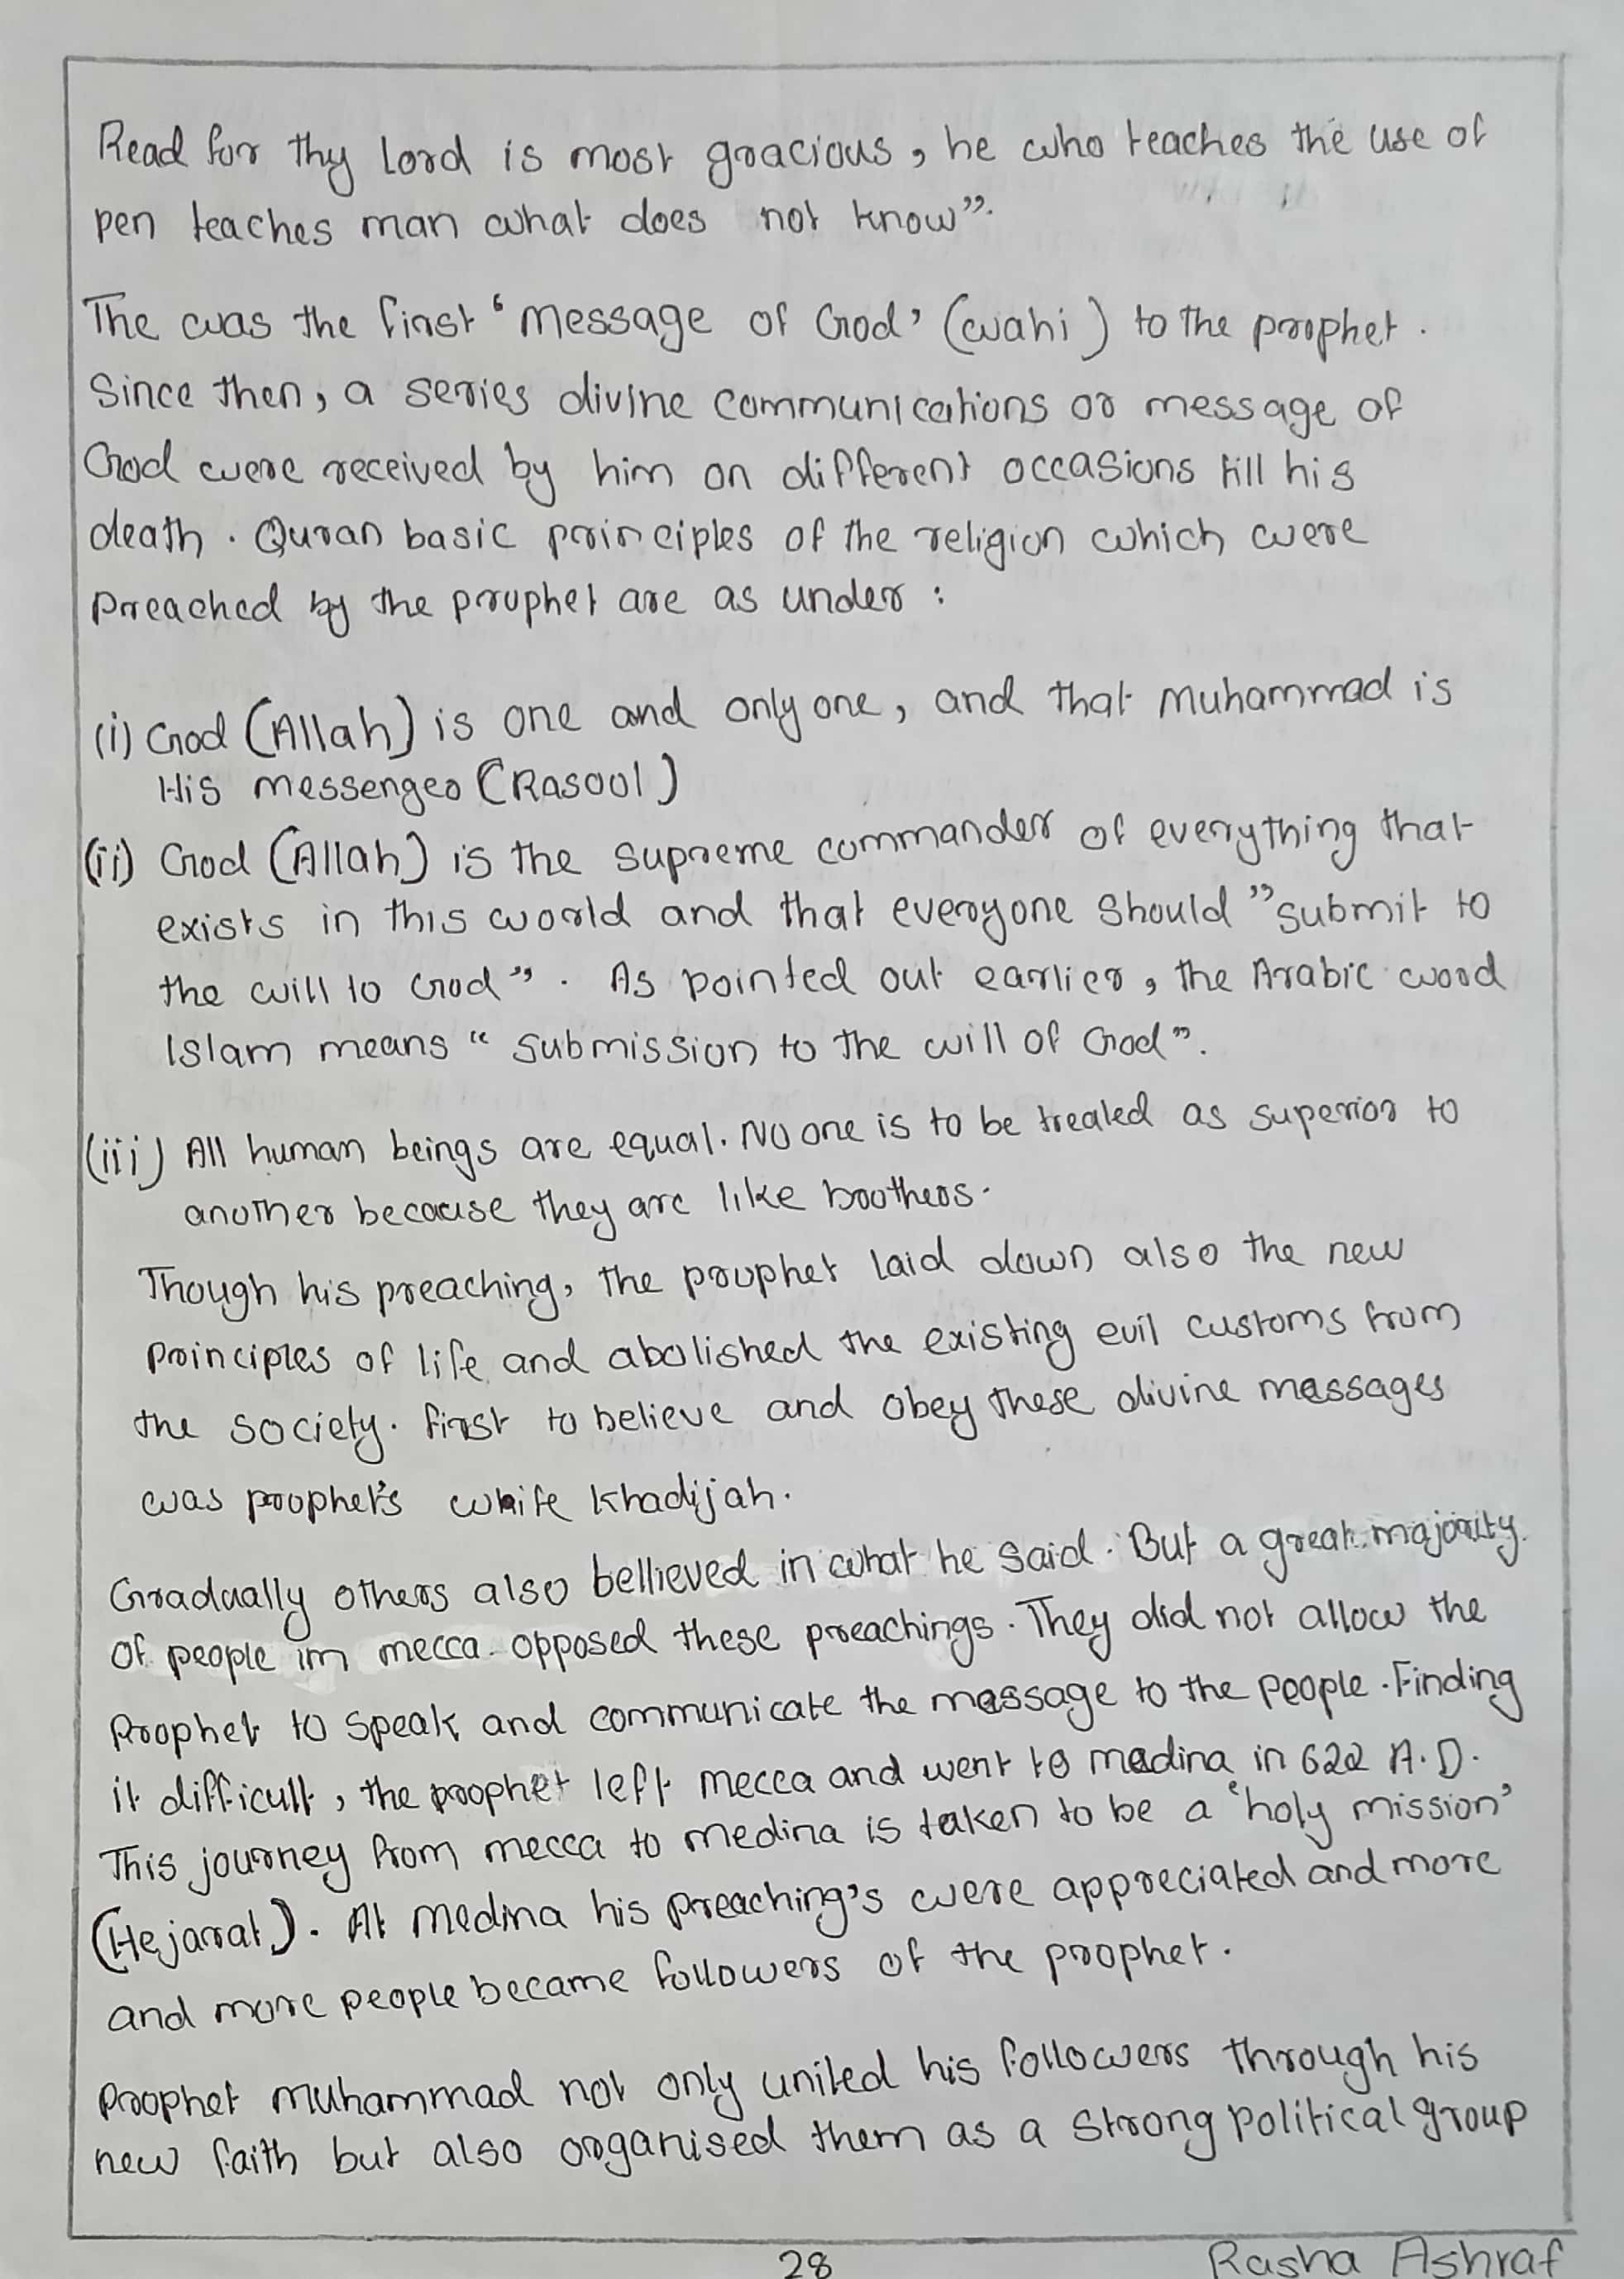 Read for thy Lord is most gracious, he who teaches the use of
pen teaches man what does not know”.
The was the first ‘message of God’ (wahi) to the prophet.
Since then, a series divine communications or message of
God were received by him on different occasions till his
death. Quran basic principles of the religion which were
Preached by the prophet are as under :
(i) God (Allah) is one and only one, and that Muhammad is
His messenger (Rasool)
(ii) God (Allah) is the supreme commander of everything that
exists in this world and that everyone should ”submit to
the will to God”. As pointed out earlier, the Arabic word
Islam means “submission to the will of God”.
(iii) All human beings are equal. No one is to be treated as superior to
another because they are like brothers.
Though his preaching, the prophet laid down also the new
principles of life and abolished the existing evil customs from
the society. first to believe and obey these divine messages
was prophet's whife Khadijah.
Gradually others also bellieved in what he said. But a great majority
of people im mecca opposed these preachings. They did not allow the
Prophet to speak and communicate the message to the people. Finding
it difficult, the prophet left mecca and went to madina in 622 A.D.
This journey from mecca to medina is taken to be a ‘holy mission’
(Hejarat). At medina his preaching's were appreciated and more
and more people became followers of the prophet.
Prophet muhammad not only united his followers through his
new faith but also organised them as a strong political group
28
Rasha Ashraf